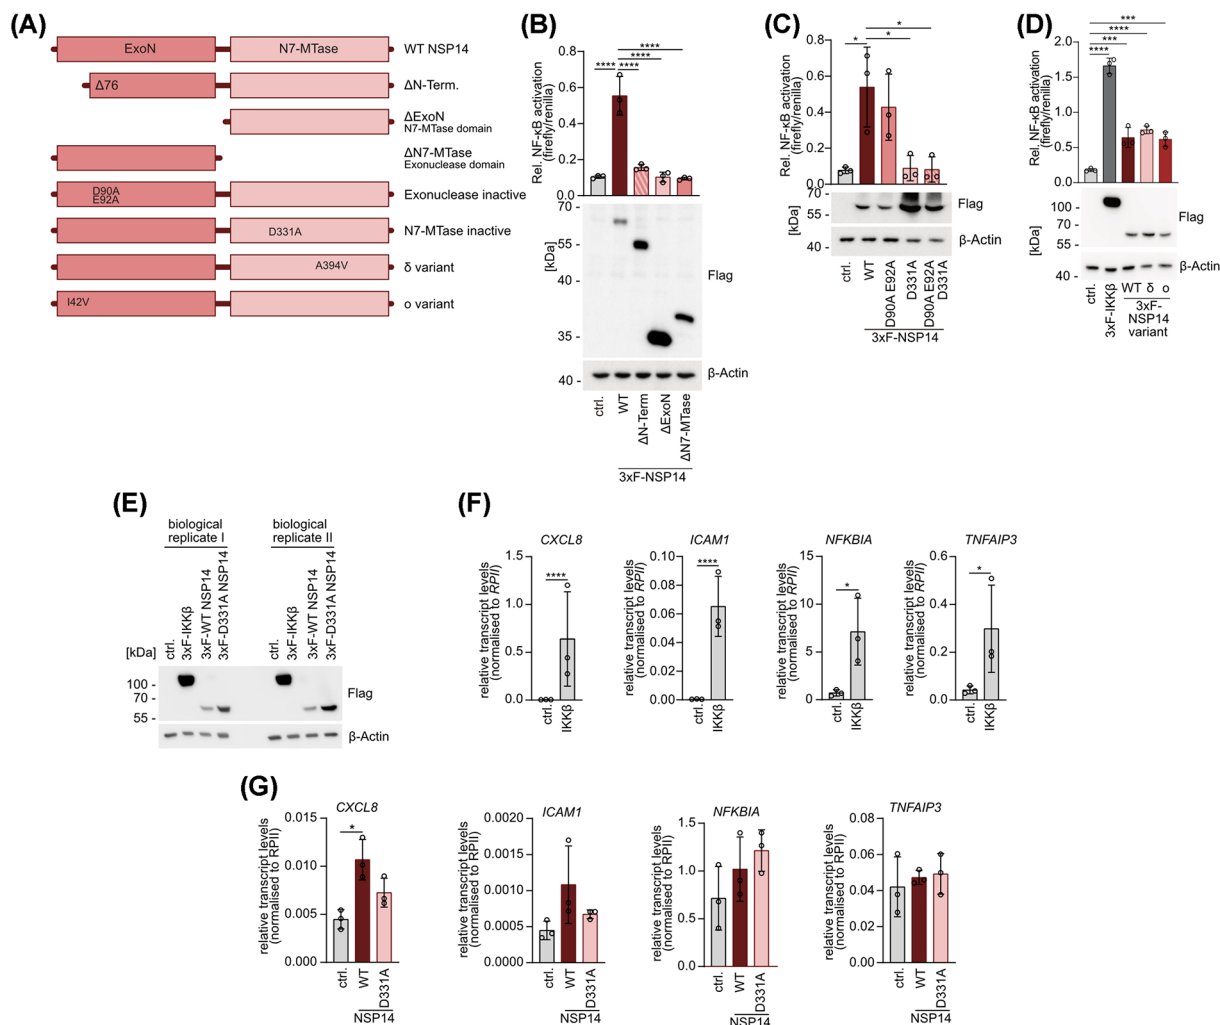 (A)
ExoN
N7-MTase
WT NSP14
Δ76
ΔN-Term.
ΔExoN
N7-MTase domain
ΔN7-MTase
Exonuclease domain
D90A
E92A
Exonuclease inactive
D331A
N7-MTase inactive
A394V
δ variant
I42V
o variant
(B)
Rel. NF-κB activation
(firefly/renilla)
0.8
0.6
0.4
0.2
0.0
****
****
**** ****
[kDa]
70 -
55 -
40 -
35 -
Flag
40 -
β-Actin
ctrl.
WT
ΔN-Term
ΔExoN
ΔN7-MTase
3xF-NSP14
(C)
Rel. NF-κB activation
(firefly/renilla)
0.8
0.6
0.4
0.2
0.0
*
*
*
[kDa]
70 -
55 -
Flag
40 -
β-Actin
ctrl.
WT
D90A E92A
D331A
D90A E92A
D331A
3xF-NSP14
(D)
Rel. NF-κB activation
(firefly/renilla)
2.0
1.5
1.0
0.5
0.0
***
****
***
****
[kDa]
100 -
70 -
55 -
Flag
40 -
β-Actin
ctrl.
3xF-IKKβ
WT δ o
3xF-
NSP14
variant
(E)
biological
replicate I
biological
replicate II
ctrl.
3xF-IKKβ
3xF-WT NSP14
3xF-D331A NSP14
ctrl.
3xF-IKKβ
3xF-WT NSP14
3xF-D331A NSP14
[kDa]
100 -
70 -
55 -
Flag
40 -
β-Actin
(F)
CXCL8
relative transcript levels
(normalised to RPII)
1.5
1.0
0.5
0.0
****
ctrl.
IKKβ
ICAM1
relative transcript levels
(normalised to RPII)
0.10
0.08
0.06
0.04
0.02
0.00
****
ctrl.
IKKβ
NFKBIA
relative transcript levels
(normalised to RPII)
15
10
5
0
*
ctrl.
IKKβ
TNFAIP3
relative transcript levels
(normalised to RPII)
0.6
0.4
0.2
0.0
*
ctrl.
IKKβ
(G)
CXCL8
relative transcript levels
(normalised to RPII)
0.015
0.010
0.005
0.000
*
ctrl.
WT
D331A
NSP14
ICAM1
relative transcript levels
(normalised to RPII)
0.0020
0.0015
0.0010
0.0005
0.0000
ctrl.
WT
D331A
NSP14
NFKBIA
relative transcript levels
(normalised to RPII)
1.5
1.0
0.5
0.0
ctrl.
WT
D331A
NSP14
TNFAIP3
relative transcript levels
(normalised to RPII)
0.08
0.06
0.04
0.02
0.00
ctrl.
WT
D331A
NSP14